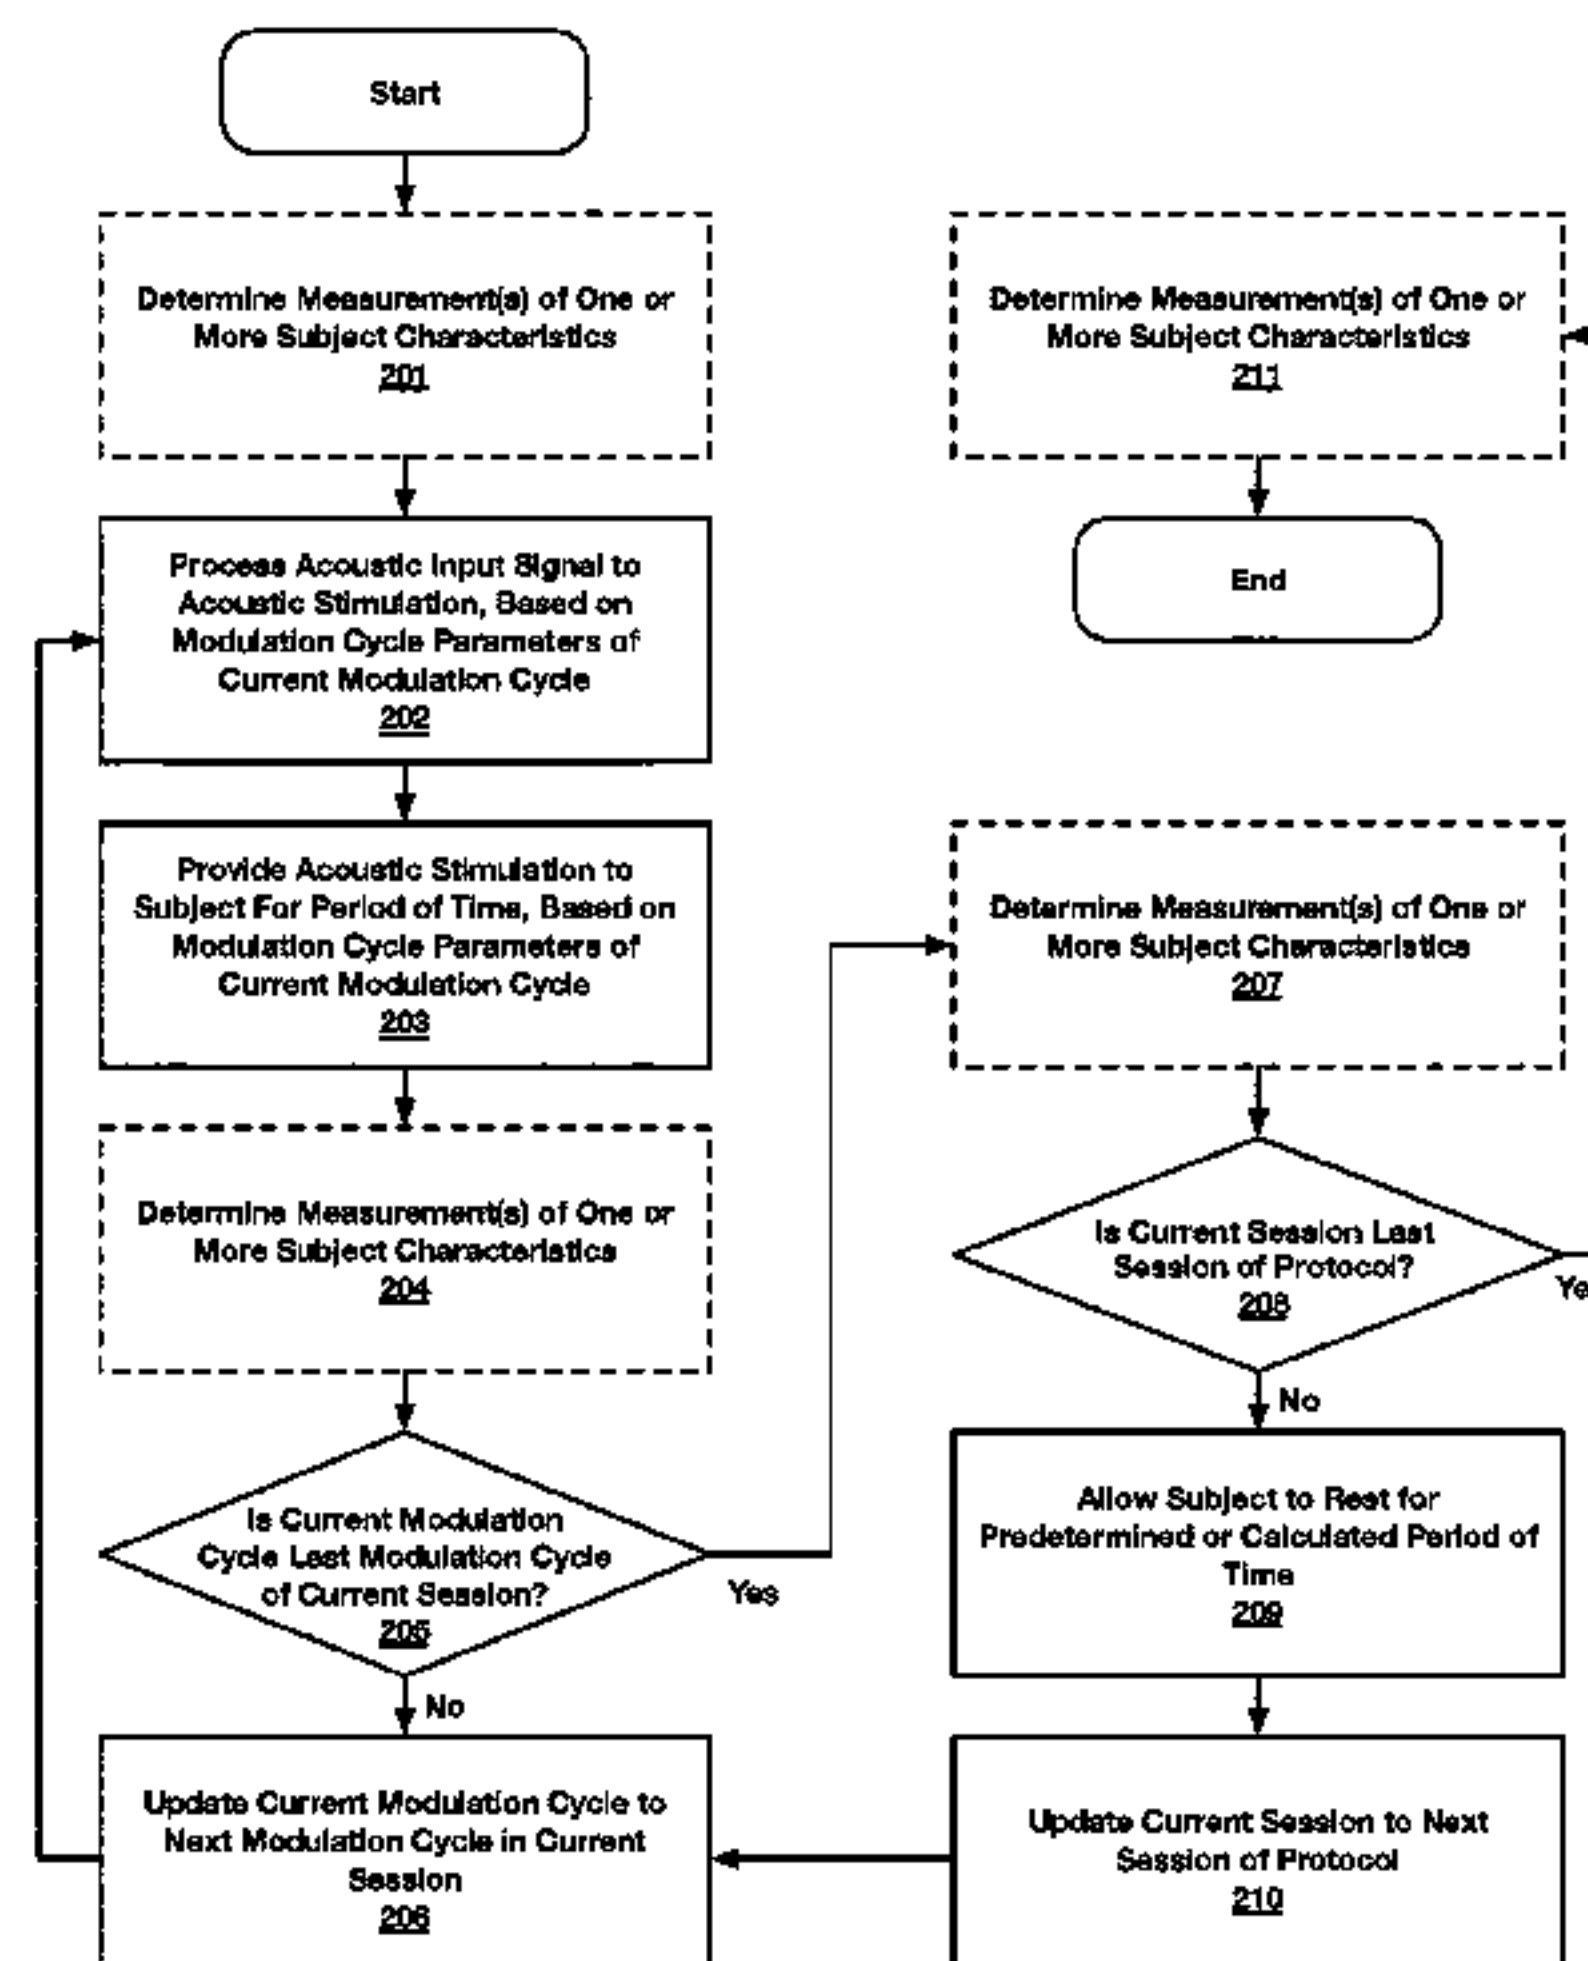 Start
Determine Measurement(s) of One or
More Subject Characteristics
201
Process Acoustic Input Signal to
Acoustic Stimulation, Based on
Modulation Cycle Parameters of
Current Modulation Cycle
202
Provide Acoustic Stimulation to
Subject For Period of Time, Based on
Modulation Cycle Parameters of
Current Modulation Cycle
203
Determine Measurement(s) of One or
More Subject Characteristics
204
Is Current Modulation
Cycle Last Modulation Cycle
of Current Session?
205
Yes
No
Update Current Modulation Cycle to
Next Modulation Cycle in Current
Session
206
Determine Measurement(s) of One or
More Subject Characteristics
211
End
Determine Measurement(s) of One or
More Subject Characteristics
207
Is Current Session Last
Session of Protocol?
208
Ye
No
Allow Subject to Rest for
Predetermined or Calculated Period of
Time
209
Update Current Session to Next
Session of Protocol
210